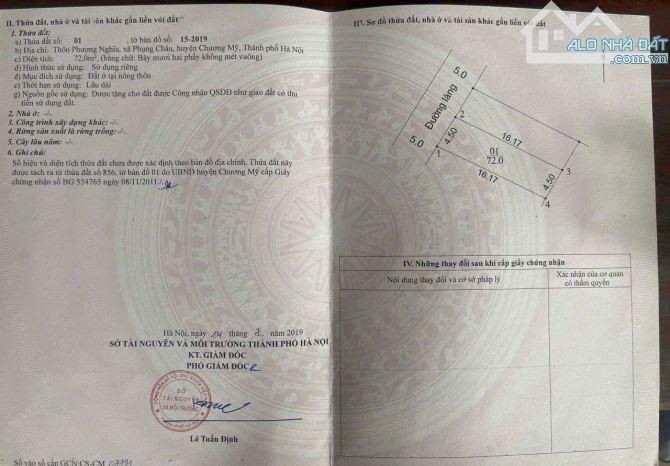 II. Thửa đất, nhà ở và tài sản khác gắn liền với đất
1. Thửa đất:
a) Thửa đất số: 01 , tờ bản đồ số: 15-2019
b) Địa chỉ: Thôn Phượng Nghĩa, xã Phụng Châu, huyện Chương Mỹ, Thành phố Hà Nội
c) Diện tích: 72,0m², (bằng chữ: Bảy mươi hai phẩy không mét vuông)
d) Hình thức sử dụng: Sử dụng riêng
đ) Mục đích sử dụng: Đất ở tại nông thôn
e) Thời hạn sử dụng: Lâu dài
g) Nguồn gốc sử dụng: Được tặng cho đất được Công nhận QSDĐ như giao đất có thu
tiền sử dụng đất.
2. Nhà ở: -/-
3. Công trình xây dựng khác: -/-
4. Rừng sản xuất là rừng trồng: -/-
5. Cây lâu năm: -/-
6. Ghi chú:
Số hiệu và diện tích thửa đất chưa được xác định theo bản đồ địa chính. Thửa đất này
được tách ra từ thửa đất số 856, tờ bản đồ 01 do UBND huyện Chương Mỹ cấp Giấy
chứng nhận số BG 554765 ngày 08/11/2011./.
Hà Nội, ngày 24 tháng 2019
SỞ TÀI NGUYÊN VÀ MÔI TRƯỜNG THÀNH PHỐ HÀ NỘI
KT. GIÁM ĐỐC
PHÓ GIÁM ĐỐC
SỞ
TÀI NGUYÊN
VÀ MÔI TRƯỜNG
Lê Tuấn Định
Số vào sổ cấp GCN: CS-CM
III. Sơ đồ thửa đất, nhà ở và tài sản khác gắn liền với đất
ALO NHÀ ĐẤT
5.0
Đường làng
5.0
2
4.50
1
16.17
01
72.0
16.17
3
4.50
4
IV. Những thay đổi sau khi cấp giấy chứng nhận
Nội dung thay đổi và cơ sở pháp lý
Xác nhận của cơ quan
có thẩm quyền
ALO NHÀ ĐẤT